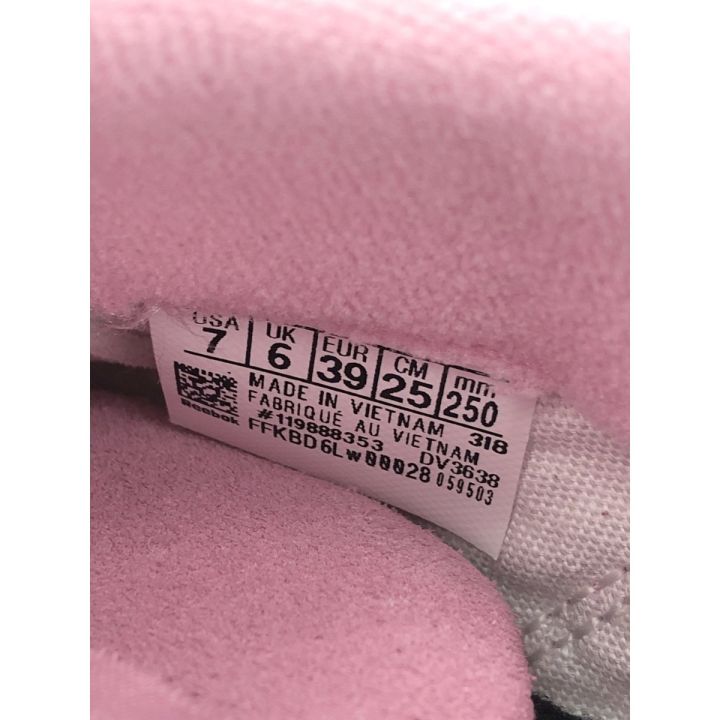 USA UK EUR CM mm
7 6 39 25 250
MADE IN VIETNAM 318
FABRIQUÉ AU VIETNAM
Reebok #119888353 DV3638
FFKBD6LW00028 059503